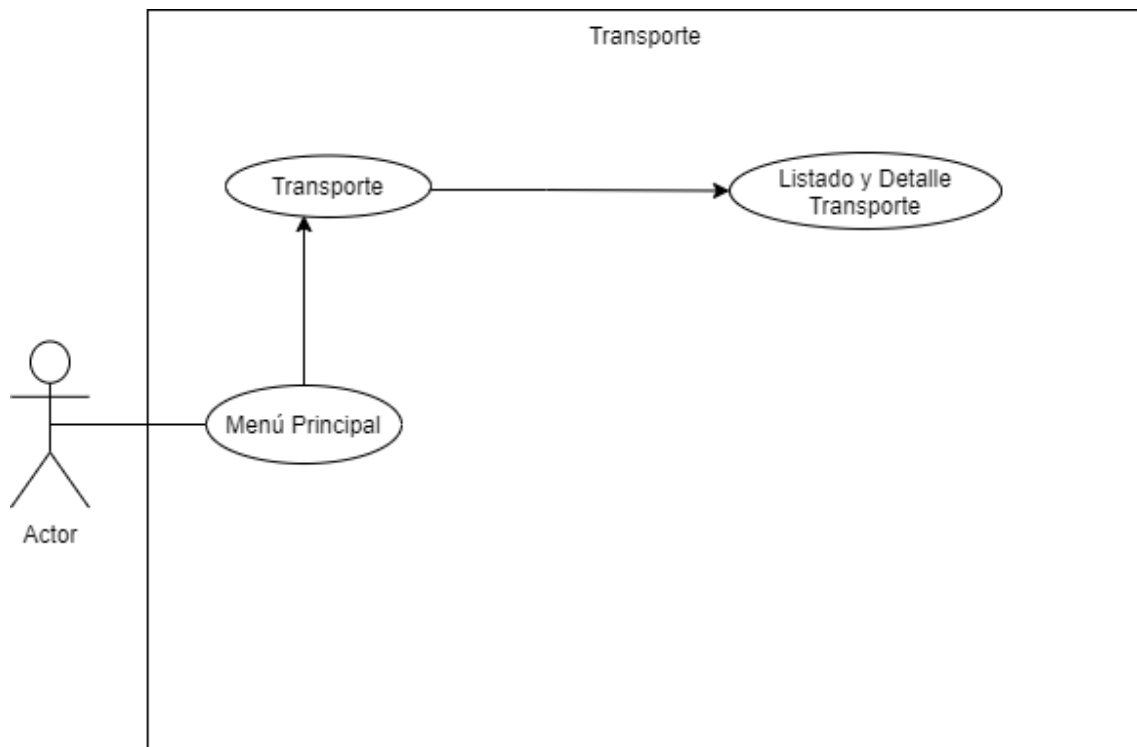 Transporte
Transporte
Listado y Detalle
Transporte
Menú Principal
Actor